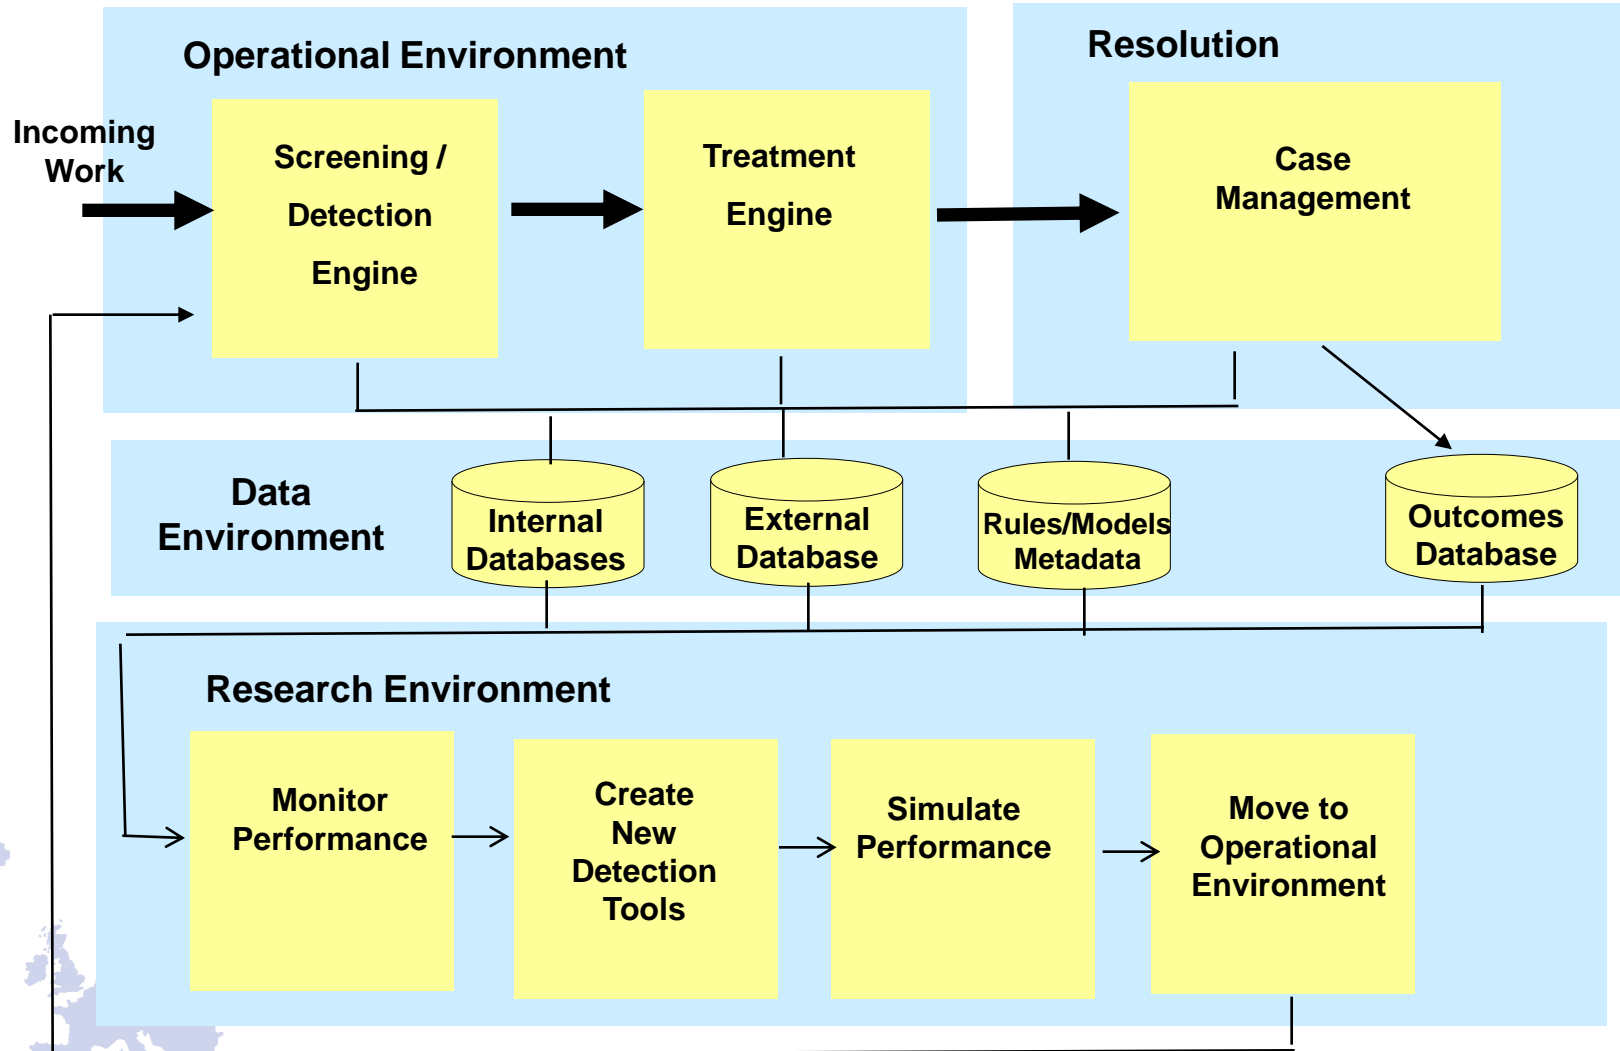 Operational Environment
Resolution
Incoming
Work
Screening /
Detection
Engine
Treatment
Engine
Case
Management
Data
Environment
Internal
Databases
External
Database
Rules/Models
Metadata
Outcomes
Database
Research Environment
Monitor
Performance
Create
New
Detection
Tools
Simulate
Performance
Move to
Operational
Environment